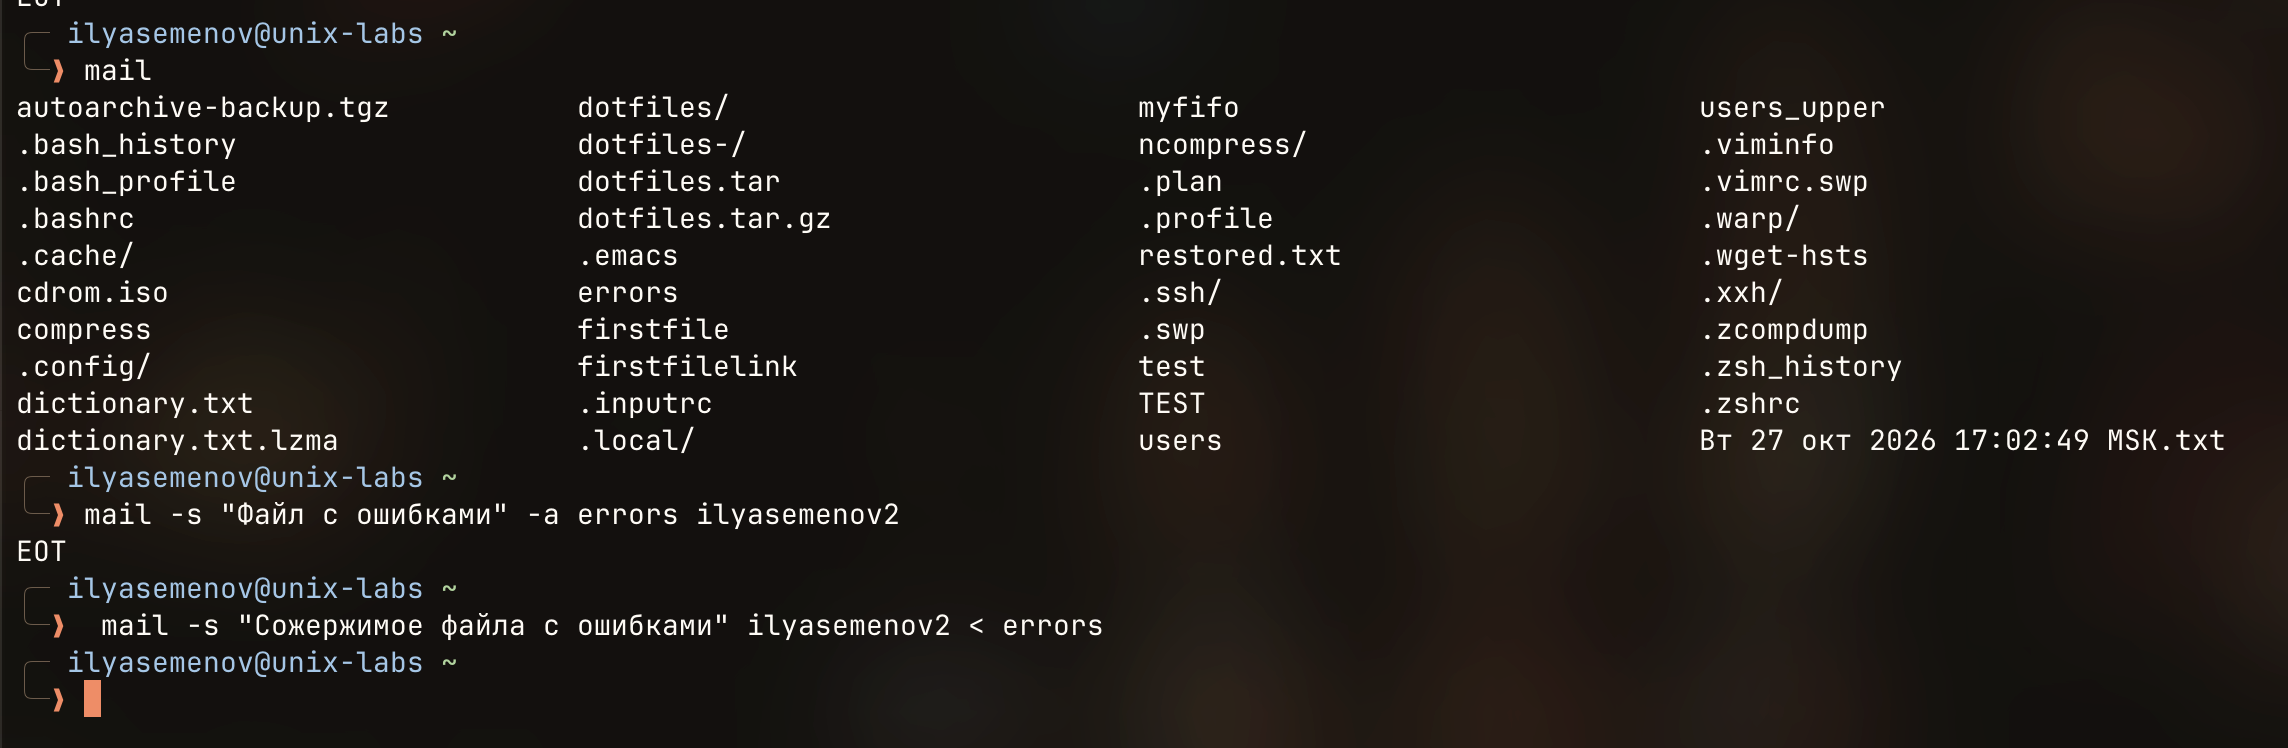 EOT
ilyasemenov@unix-labs ~
❱ mail
autoarchive-backup.tgz dotfiles/ myfifo users_upper
.bash_history dotfiles-/ ncompress/ .viminfo
.bash_profile dotfiles.tar .plan .vimrc.swp
.bashrc dotfiles.tar.gz .profile .warp/
.cache/ .emacs restored.txt .wget-hsts
cdrom.iso errors .ssh/ .xxh/
compress firstfile .swp .zcompdump
.config/ firstfilelink test .zsh_history
dictionary.txt .inputrc TEST .zshrc
dictionary.txt.lzma .local/ users Вт 27 окт 2026 17:02:49 MSK.txt
ilyasemenov@unix-labs ~
❱ mail -s "Файл с ошибками" -a errors ilyasemenov2
EOT
ilyasemenov@unix-labs ~
❱ mail -s "Сожержимое файла с ошибками" ilyasemenov2 < errors
ilyasemenov@unix-labs ~
❱